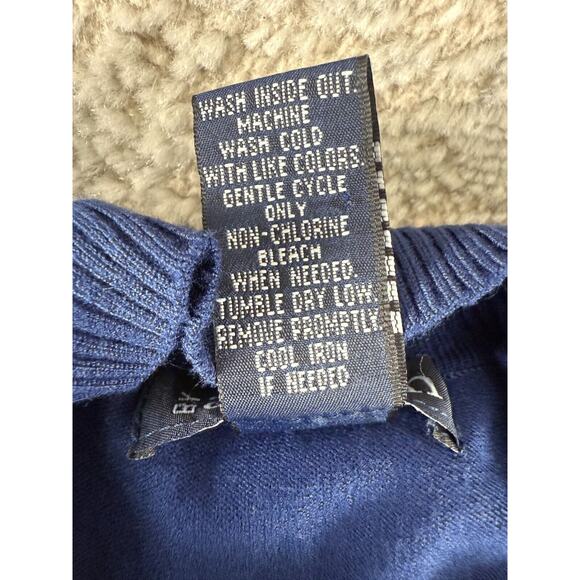 WASH INSIDE OUT.
MACHINE
WASH COLD
WITH LIKE COLORS.
GENTLE CYCLE
ONLY
NON-CHLORINE
BLEACH
WHEN NEEDED.
TUMBLE DRY LOW.
REMOVE PROMPTLY.
COOL IRON
IF NEEDED